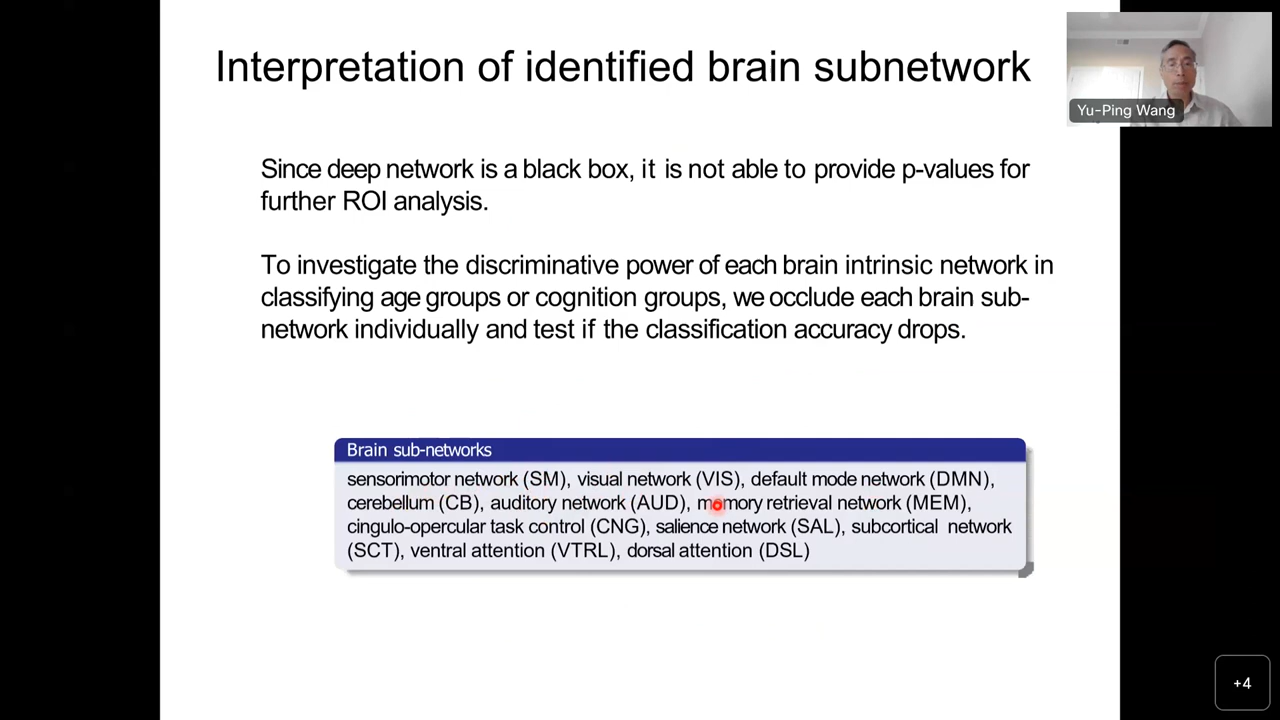 Interpretation of identified brain subnetwork
Yu-Ping Wang
Since deep network is a black box, it is not able to provide p-values for
further ROI analysis.
To investigate the discriminative power of each brain intrinsic network in
classifying age groups or cognition groups, we occlude each brain sub-
network individually and test if the classification accuracy drops.
Brain sub-networks
sensorimotor network (SM), visual network (VIS), default mode network (DMN),
cerebellum (CB), auditory network (AUD), memory retrieval network (MEM),
cingulo-opercular task control (CNG), salience network (SAL), subcortical network
(SCT), ventral attention (VTRL), dorsal attention (DSL)
+4